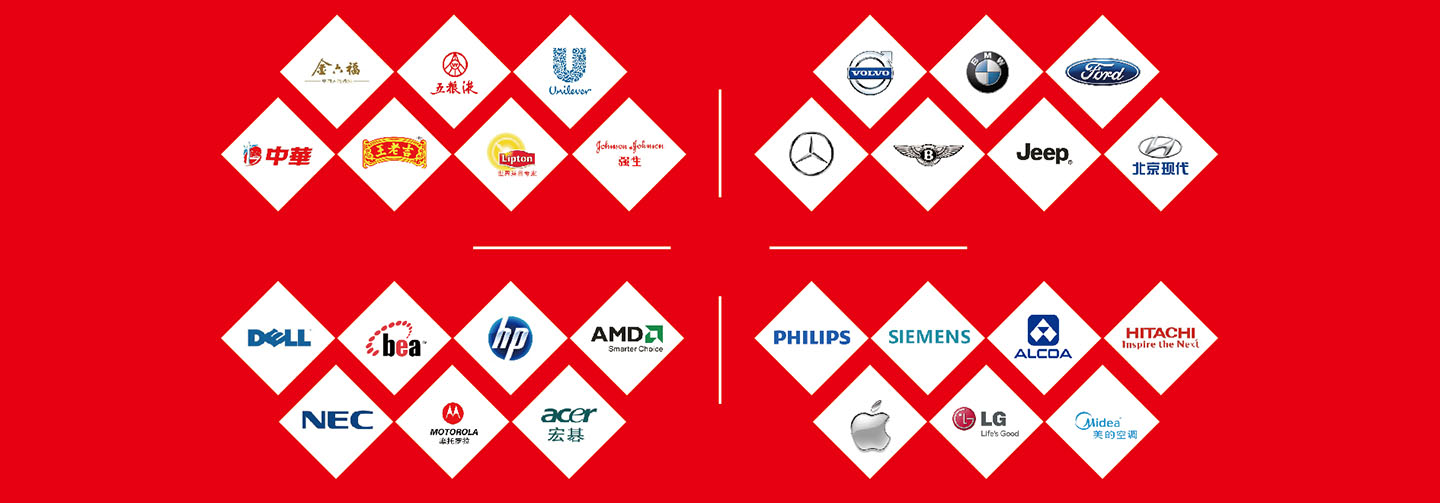 金六福
五粮液
Unilever
中華
王老吉
Lipton
Johnson & Johnson
强生
VOLVO
BMW
Ford
B
Jeep
北京现代
DELL
bea
hp
AMD
Smarter Choice
NEC
MOTOROLA
摩托罗拉
acer
宏碁
PHILIPS
SIEMENS
ALCOA
HITACHI
Inspire the Next
LG
Life's Good
Midea
美的空调